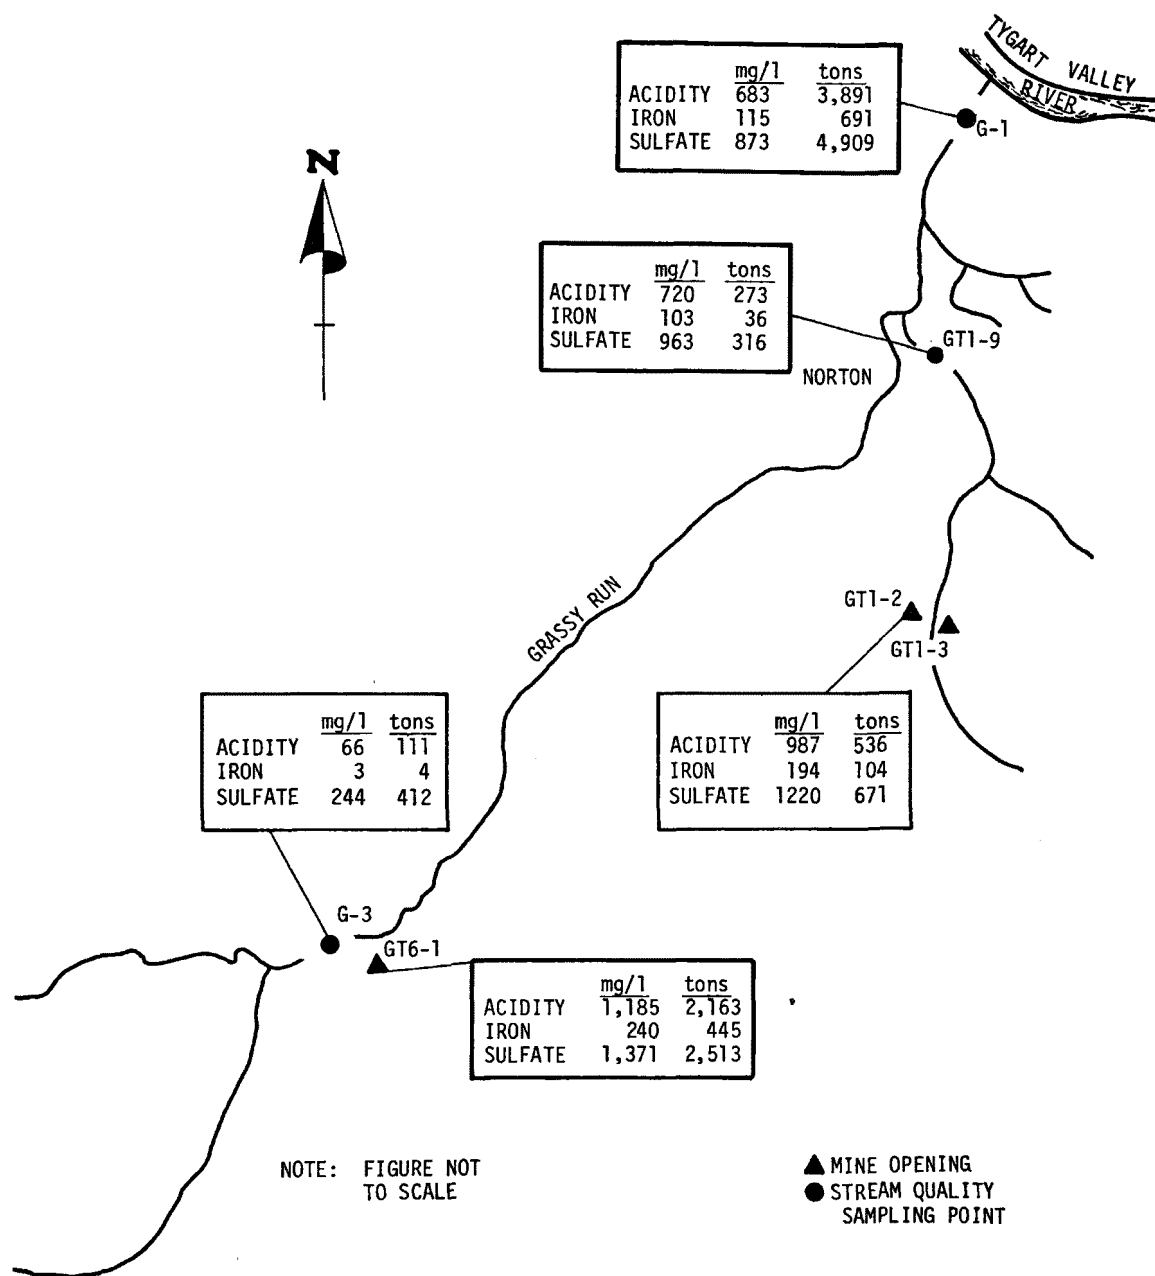 TYGART VALLEY
RIVER
mg/l tons
ACIDITY 683 3,891
IRON 115 691
SULFATE 873 4,909
G-1
N
mg/l tons
ACIDITY 720 273
IRON 103 36
SULFATE 963 316
GT1-9
NORTON
GRASSY RUN
GT1-2
GT1-3
mg/l tons
ACIDITY 66 111
IRON 3 4
SULFATE 244 412
mg/l tons
ACIDITY 987 536
IRON 194 104
SULFATE 1220 671
G-3
GT6-1
mg/l tons
ACIDITY 1,185 2,163
IRON 240 445
SULFATE 1,371 2,513
NOTE: FIGURE NOT
TO SCALE
MINE OPENING
STREAM QUALITY
SAMPLING POINT